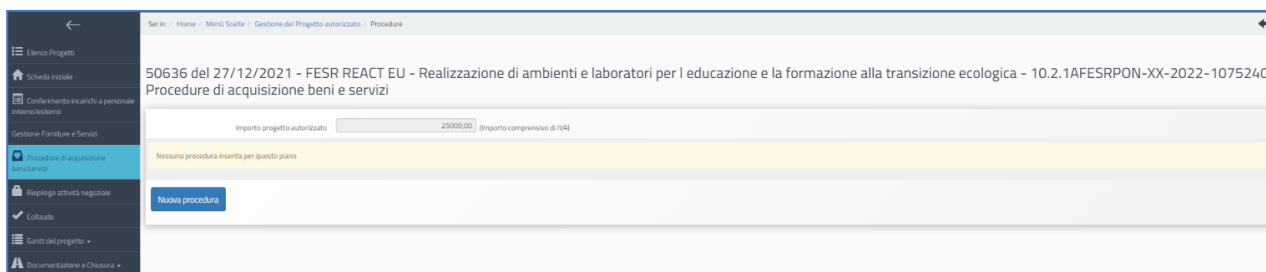 Sei in: / Home / Menù Scelte / Gestione del Progetto autorizzato / Procedure
Elenco Progetti
Scheda iniziale
Conferimento incarichi a personale
interno/esterno
Gestione Forniture e Servizi
Procedure di acquisizione
beni/servizi
Riepilogo attività negoziale
Collaudo
Gantt del progetto
Documentazione e Chiusura
50636 del 27/12/2021 - FESR REACT EU - Realizzazione di ambienti e laboratori per l educazione e la formazione alla transizione ecologica - 10.2.1AFESRPON-XX-2022-1075240
Procedure di acquisizione beni e servizi
Importo progetto autorizzato 25000,00 (Importo comprensivo di IVA)
Nessuna procedura inserita per questo piano
Nuova procedura